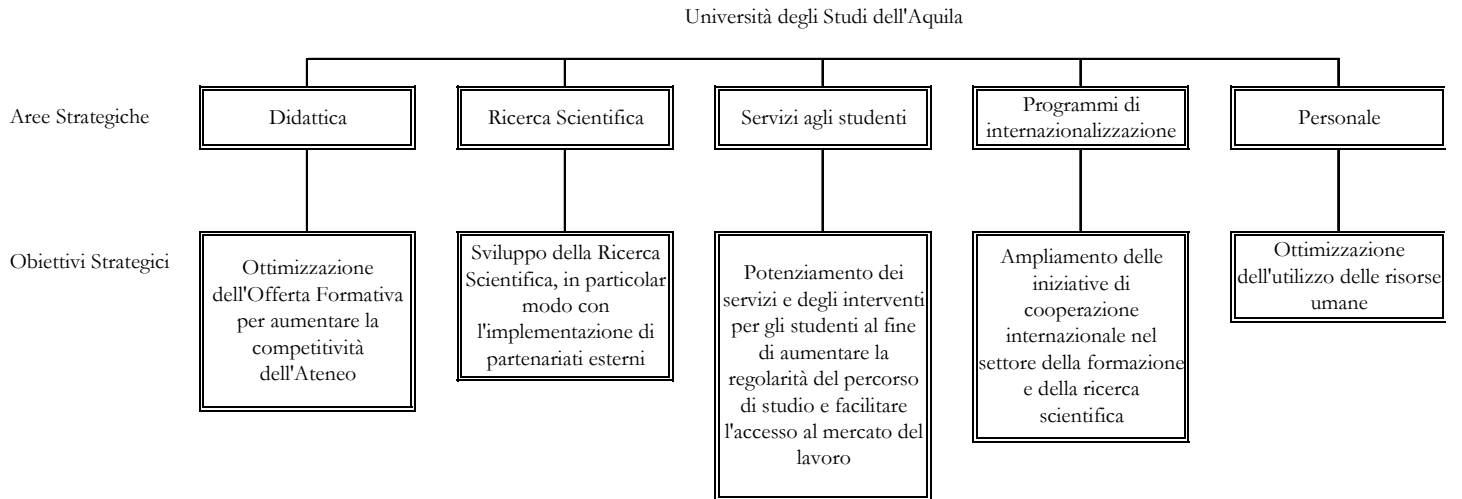 Università degli Studi dell'Aquila
Aree Strategiche
Didattica
Ricerca Scientifica
Servizi agli studenti
Programmi di
internazionalizzazione
Personale
Obiettivi Strategici
Ottimizzazione
dell'Offerta Formativa
per aumentare la
competitività
dell'Ateneo
Sviluppo della Ricerca
Scientifica, in particolar
modo con
l'implementazione di
partenariati esterni
Potenziamento dei
servizi e degli interventi
per gli studenti al fine
di aumentare la
regolarità del percorso
di studio e facilitare
l'accesso al mercato del
lavoro
Ampliamento delle
iniziative di
cooperazione
internazionale nel
settore della formazione
e della ricerca
scientifica
Ottimizzazione
dell'utilizzo delle risorse
umane